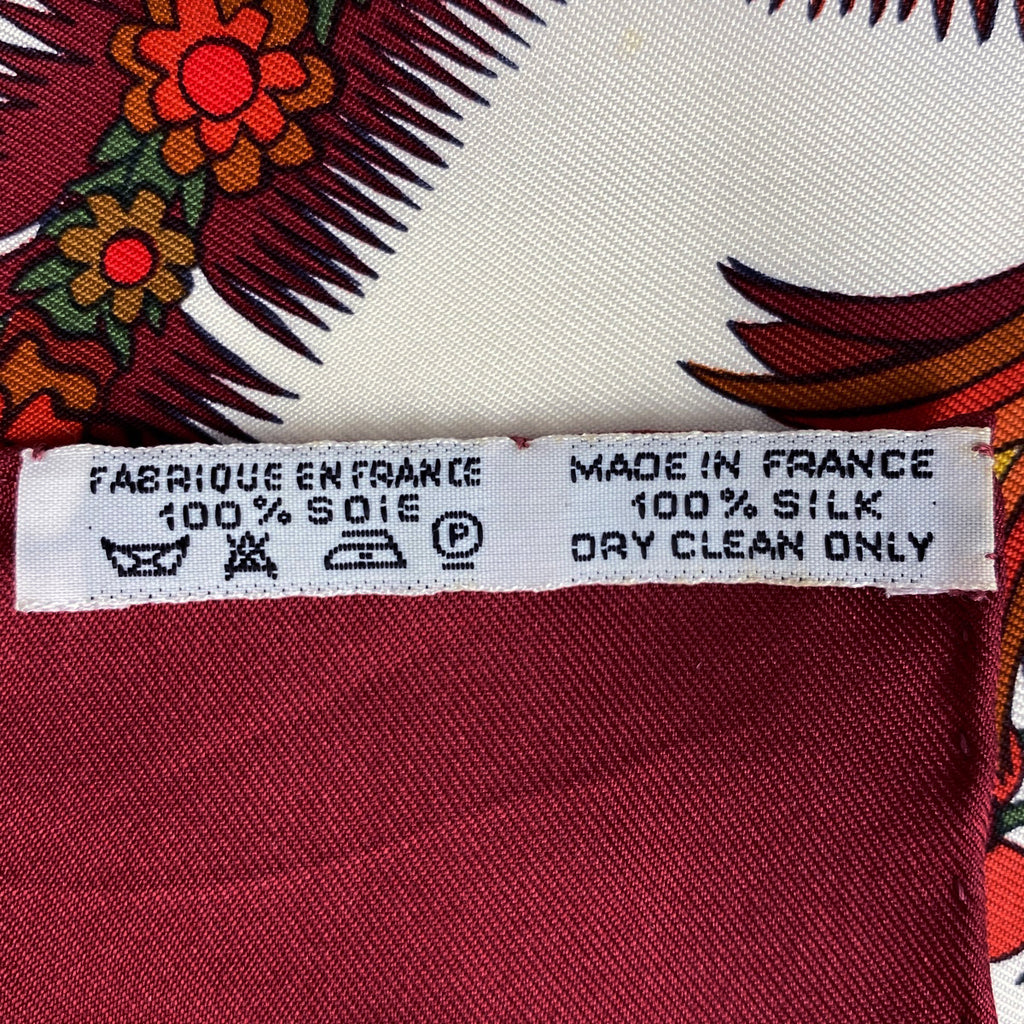 FABRIQUE EN FRANCE
100% SOIE
P
MADE IN FRANCE
100% SILK
DRY CLEAN ONLY